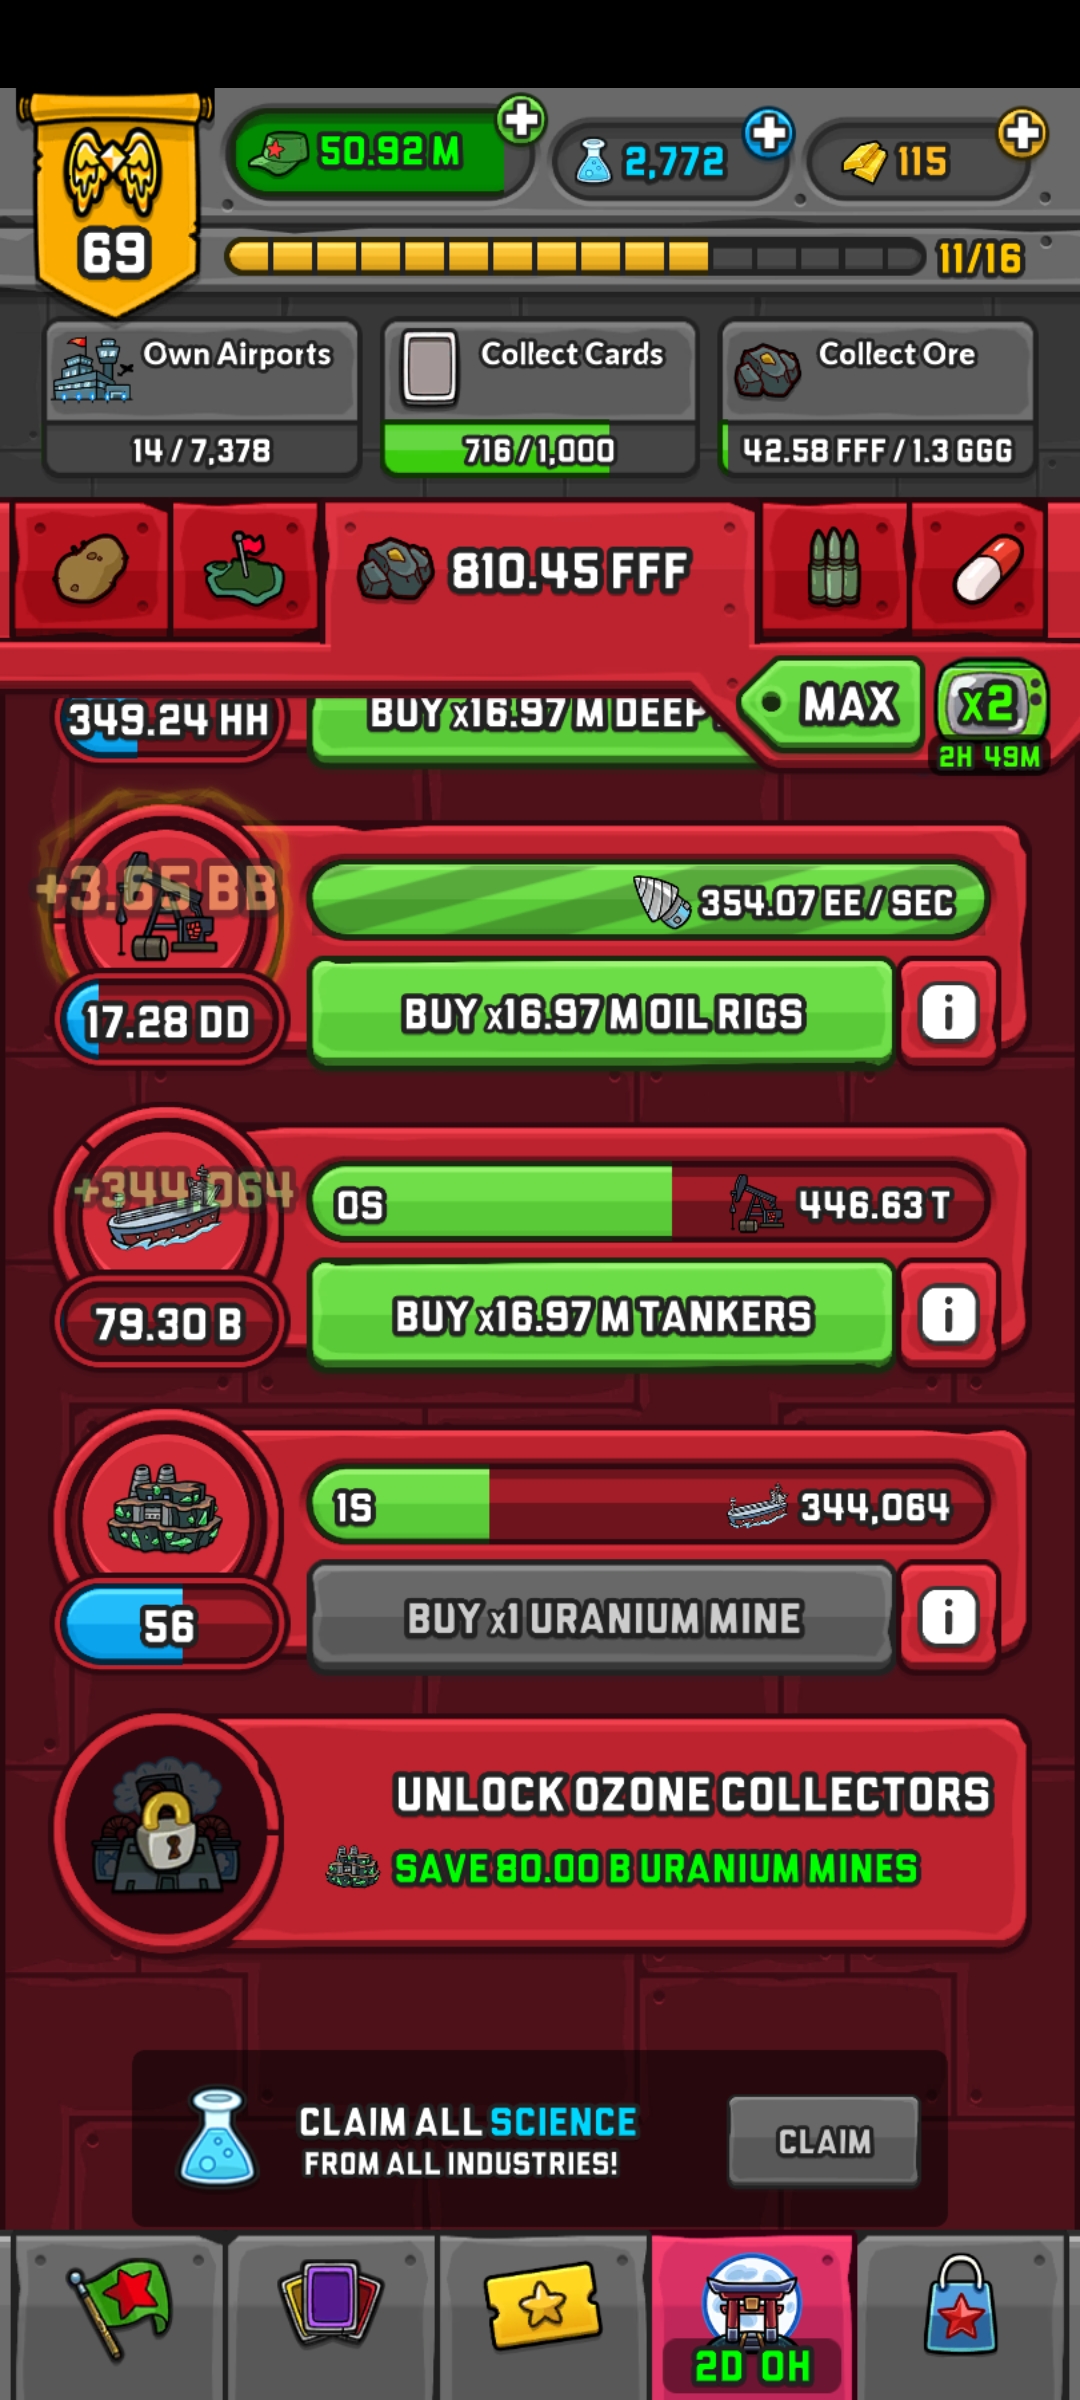 50.92 M
2,772
115
69
11/16
Own Airports
14 / 7,378
Collect Cards
716 / 1,000
Collect Ore
42.58 FFF / 1.3 GGG
810.45 FFF
MAX
x2
2H 49M
349.24 HH
BUY x16.97 M DEEP
+3.65 BB
354.07 EE / SEC
17.28 DD
BUY x16.97 M OIL RIGS
i
+344,064
0S
446.63 T
79.30 B
BUY x16.97 M TANKERS
i
1S
344,064
56
BUY x1 URANIUM MINE
i
UNLOCK OZONE COLLECTORS
SAVE 80.00 B URANIUM MINES
CLAIM ALL SCIENCE
FROM ALL INDUSTRIES!
CLAIM
2D 0H